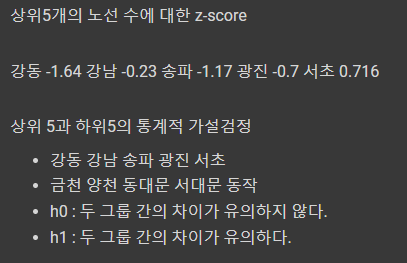 상위5개의 노선 수에 대한 z-score
강동 -1.64 강남 -0.23 송파 -1.17 광진 -0.7 서초 0.716
상위 5과 하위5의 통계적 가설검정
• 강동 강남 송파 광진 서초
• 금천 양천 동대문 서대문 동작
• h0 : 두 그룹 간의 차이가 유의하지 않다.
• h1 : 두 그룹 간의 차이가 유의하다.